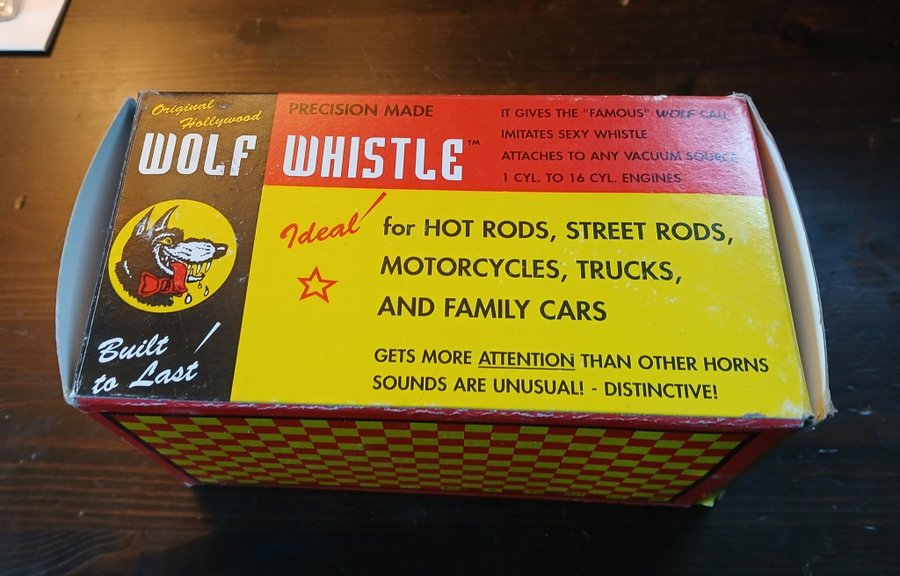 Original
Hollywood
WOLF WHISTLE™
PRECISION MADE
IT GIVES THE "FAMOUS" WOLF CALL
IMITATES SEXY WHISTLE
ATTACHES TO ANY VACUUM SOURCE
1 CYL. TO 16 CYL. ENGINES
Ideal! for HOT RODS, STREET RODS,
MOTORCYCLES, TRUCKS,
AND FAMILY CARS
Built
to Last!
GETS MORE ATTENTION THAN OTHER HORNS
SOUNDS ARE UNUSUAL! - DISTINCTIVE!